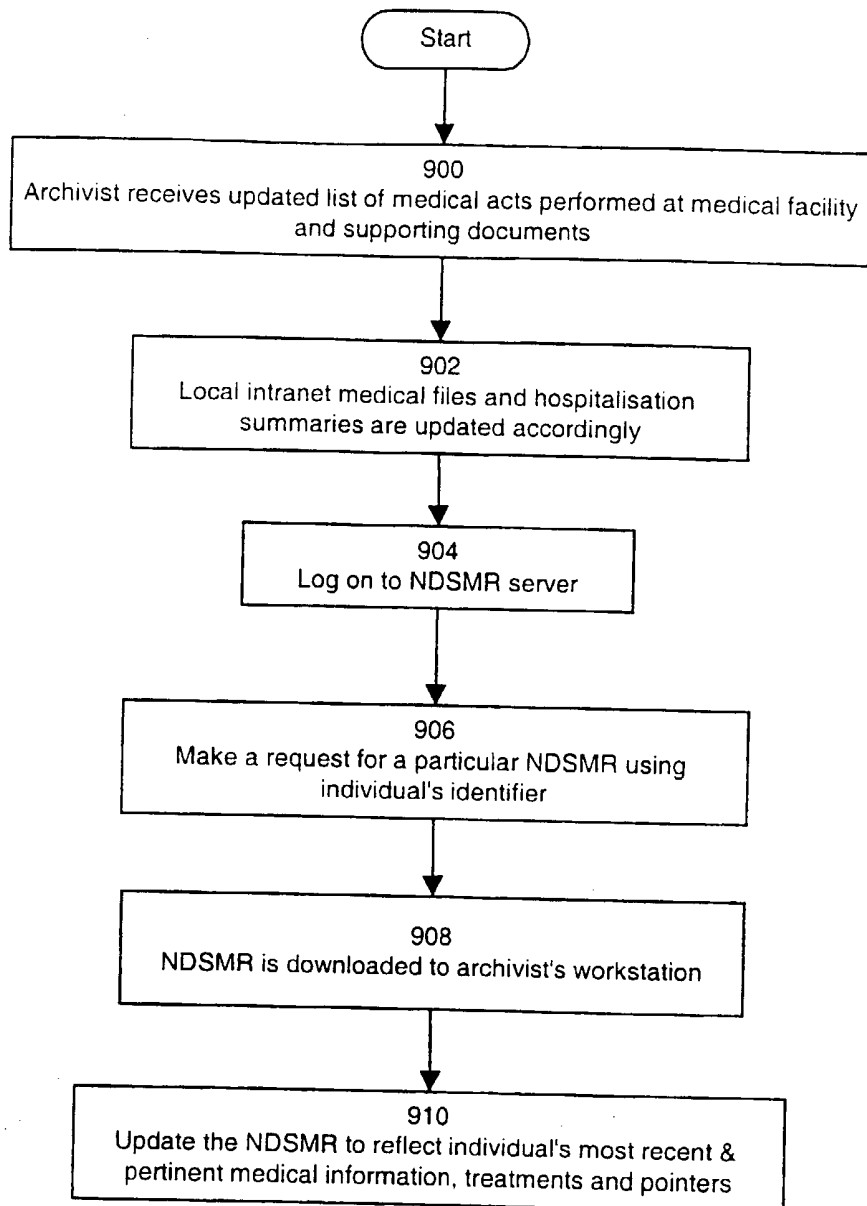 Start
900
Archivist receives updated list of medical acts performed at medical facility
and supporting documents
902
Local intranet medical files and hospitalisation
summaries are updated accordingly
904
Log on to NDSMR server
906
Make a request for a particular NDSMR using
individual's identifier
908
NDSMR is downloaded to archivist's workstation
910
Update the NDSMR to reflect individual's most recent &
pertinent medical information, treatments and pointers